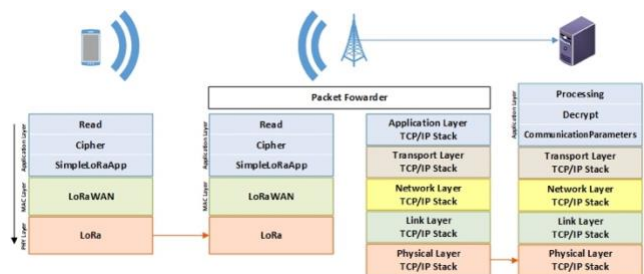 Packet Fowarder
Application Layer
Read
Cipher
SimpleLoRaApp
MAC Layer
LoRaWAN
PHY Layer
LoRa
Application Layer
Read
Cipher
SimpleLoRaApp
MAC Layer
LoRaWAN
LoRa
Application Layer
TCP/IP Stack
Transport Layer
TCP/IP Stack
Network Layer
TCP/IP Stack
Link Layer
TCP/IP Stack
Physical Layer
TCP/IP Stack
Application Layer
Processing
Decrypt
CommunicationParameters
Transport Layer
TCP/IP Stack
Network Layer
TCP/IP Stack
Link Layer
TCP/IP Stack
Physical Layer
TCP/IP Stack